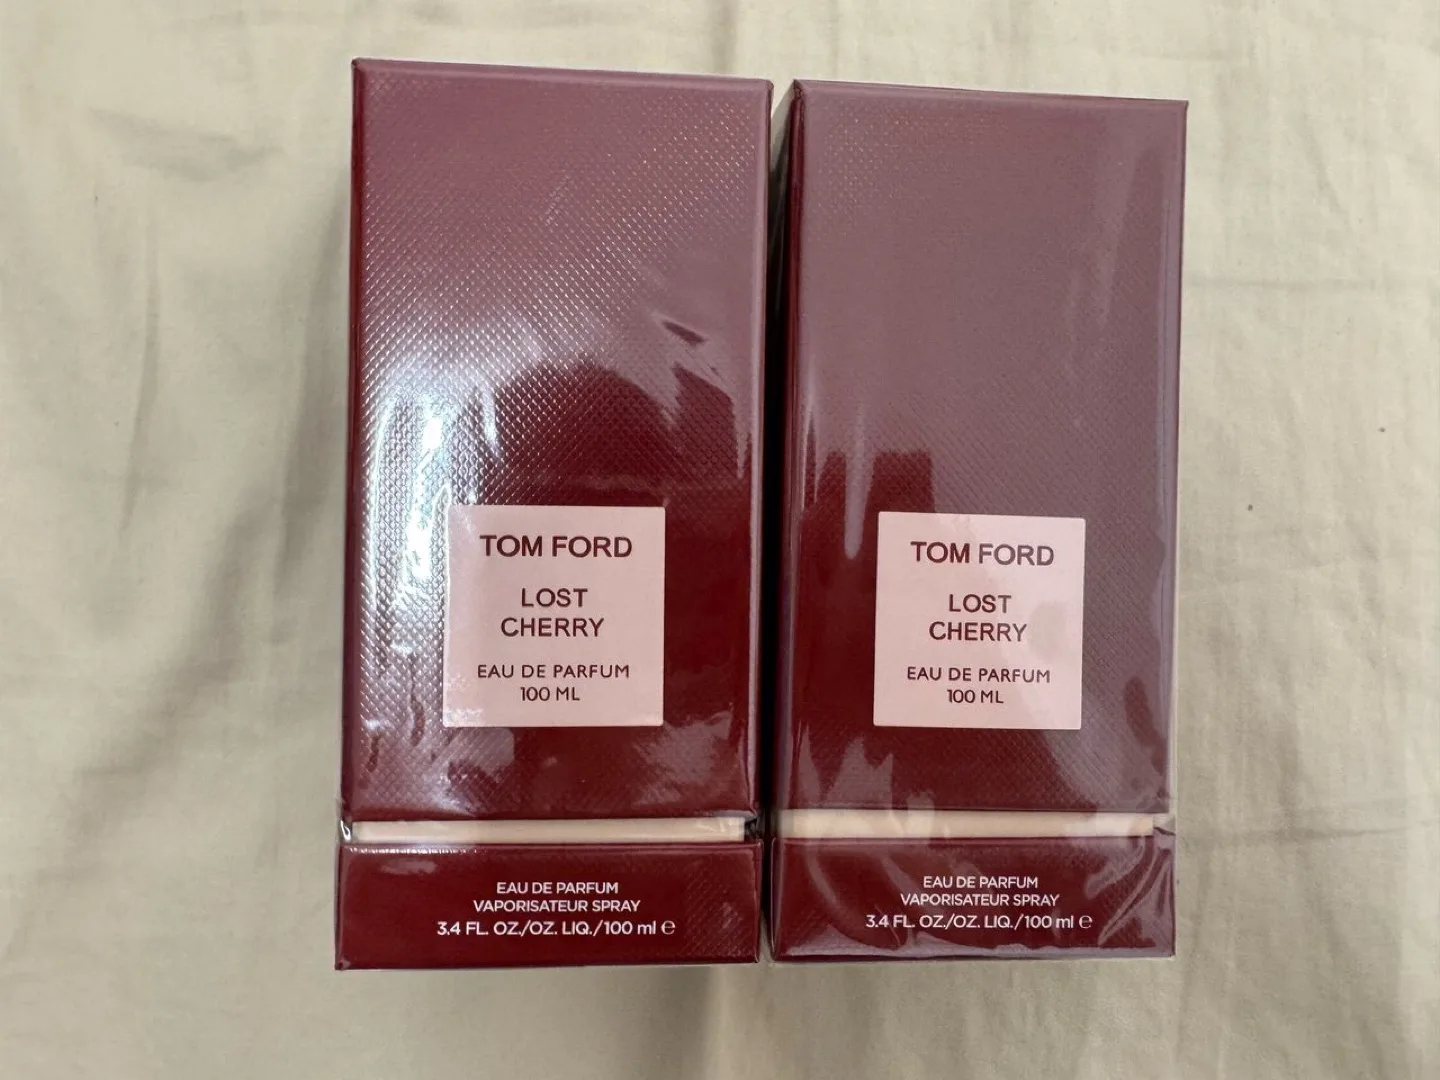 TOM FORD
LOST
CHERRY
EAU DE PARFUM
100 ML
EAU DE PARFUM
VAPORISATEUR SPRAY
3.4 FL. OZ./OZ. LIQ./100 ml ℮
TOM FORD
LOST
CHERRY
EAU DE PARFUM
100 ML
EAU DE PARFUM
VAPORISATEUR SPRAY
3.4 FL. OZ./OZ. LIQ./100 ml ℮